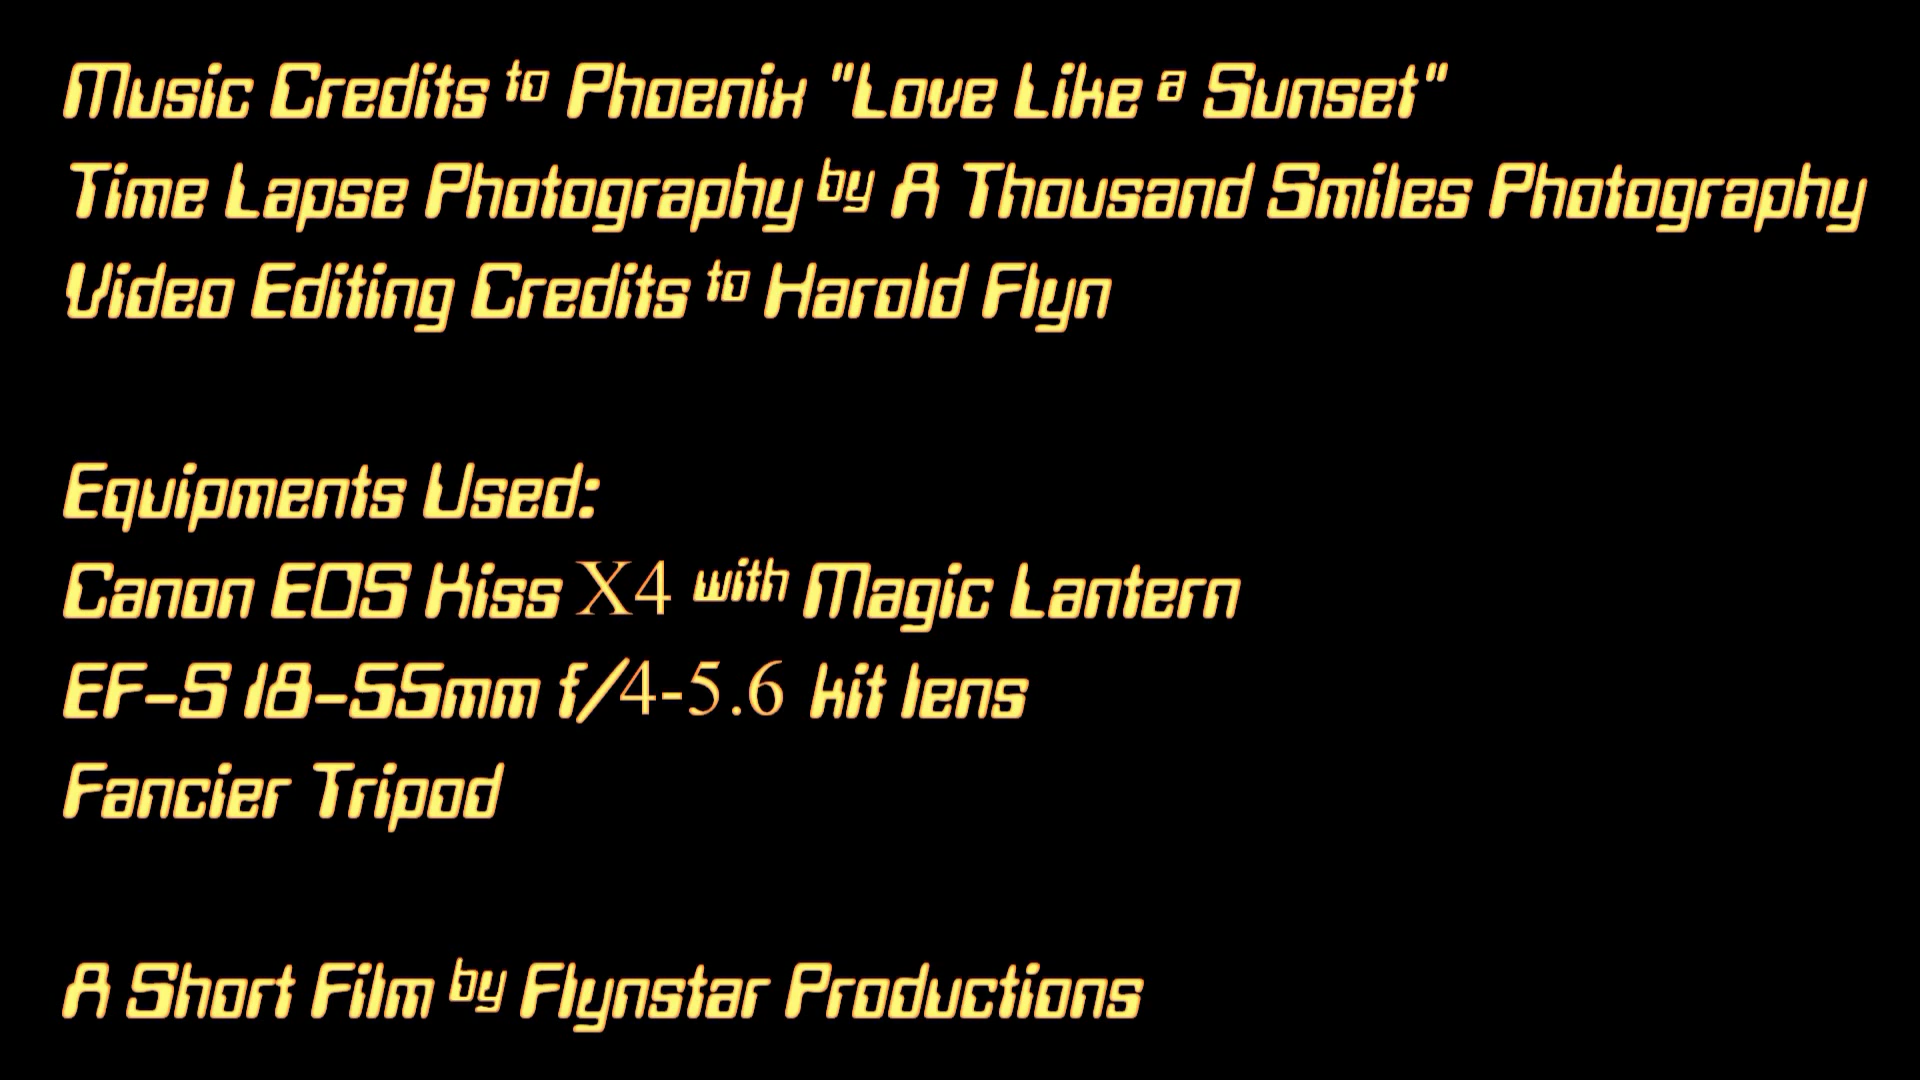 Music Credits to Phoenix "Love Like a Sunset"
Time Lapse Photography by A Thousand Smiles Photography
Video Editing Credits to Harold Flyn
Equipments Used:
Canon EOS Kiss X4 with Magic Lantern
EF-S 18-55mm f/4-5.6 kit lens
Fancier Tripod
A Short Film by Flynstar Productions